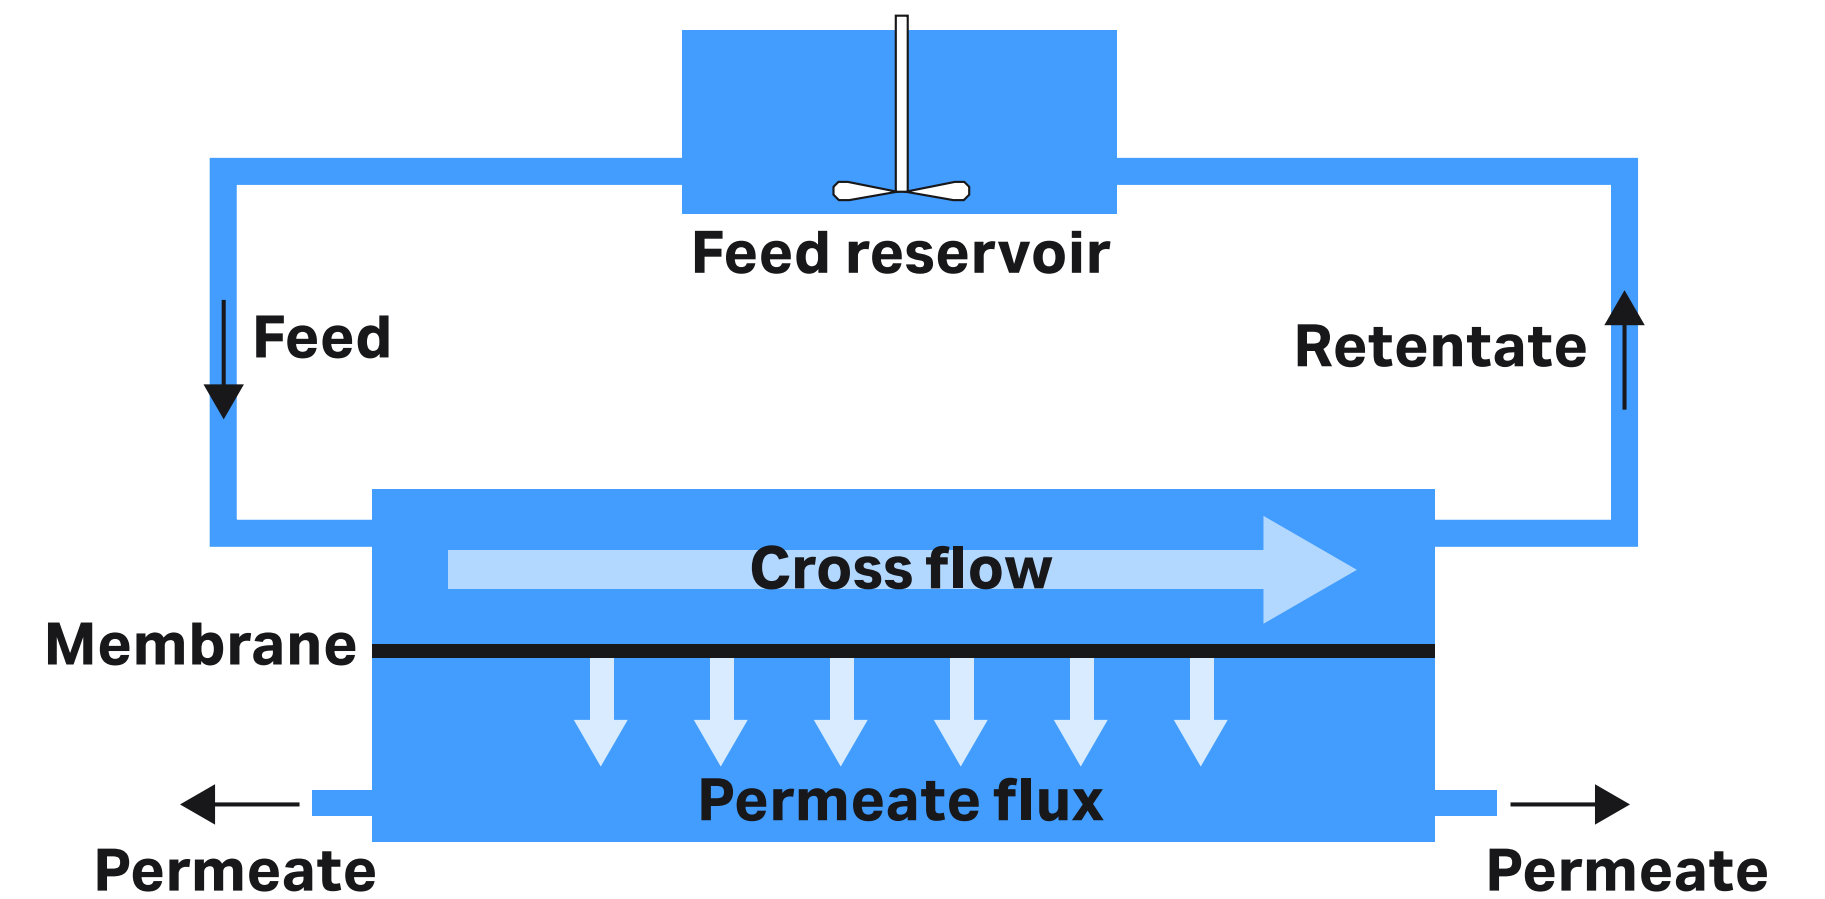 Feed reservoir
Feed
Retentate
Cross flow
Membrane
Permeate flux
Permeate
Permeate